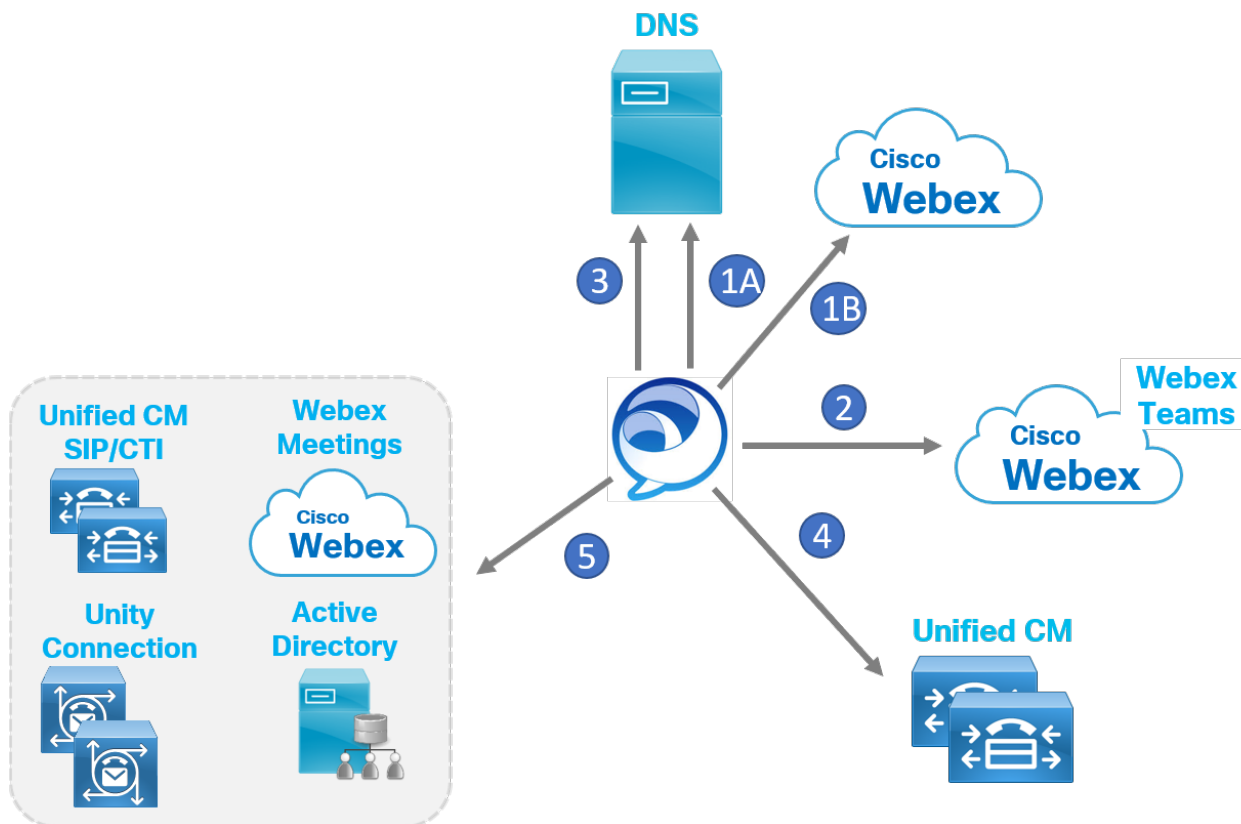 DNS
Cisco
Webex
3
1A
1B
2
Webex
Teams
Cisco
Webex
Unified CM
SIP/CTI
Webex
Meetings
Cisco
Webex
5
4
Unity
Connection
Active
Directory
Unified CM